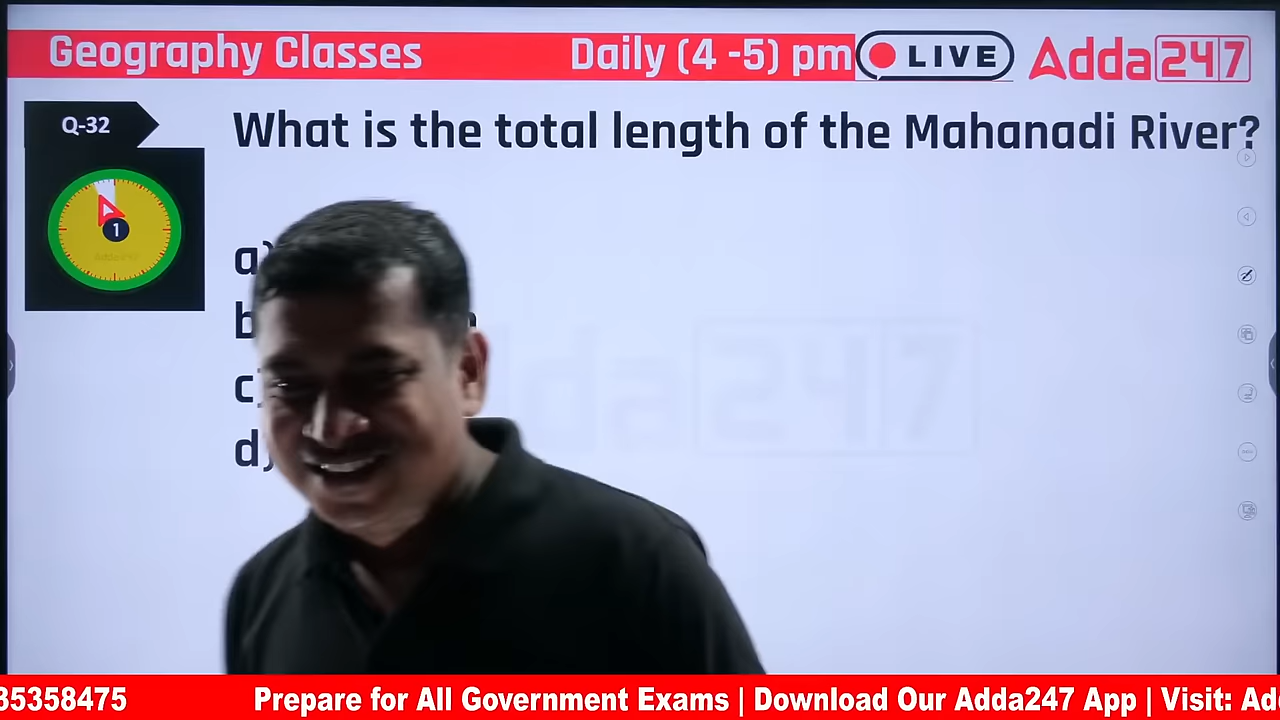 Geography Classes Daily (4 -5) pm LIVE Adda247
Q-32
What is the total length of the Mahanadi River?
1
a)
b
c)
d)
35358475 Prepare for All Government Exams | Download Our Adda247 App | Visit: Ad